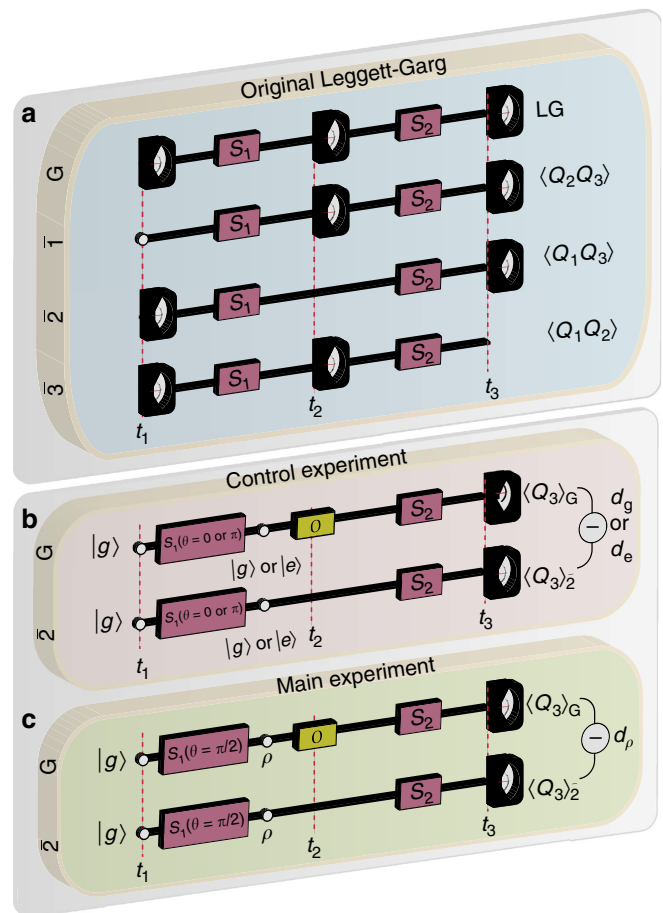 Original Leggett-Garg
a
G S₁ S₂ LG
1̄ S₁ S₂ ⟨Q₂Q₃⟩
2̄ S₁ S₂ ⟨Q₁Q₃⟩
3̄ S₁ S₂ ⟨Q₁Q₂⟩
t₁ t₂ t₃
Control experiment
b
G |g⟩ S₁(θ = 0 or π) O S₂ ⟨Q₃⟩G
|g⟩ or |e⟩
− dg or de
2̄ |g⟩ S₁(θ = 0 or π) S₂ ⟨Q₃⟩2̄
|g⟩ or |e⟩
t₁ t₂ t₃
Main experiment
c
G |g⟩ S₁(θ = π/2) ρ O S₂ ⟨Q₃⟩G
− dρ
2̄ |g⟩ S₁(θ = π/2) ρ S₂ ⟨Q₃⟩2̄
t₁ t₂ t₃